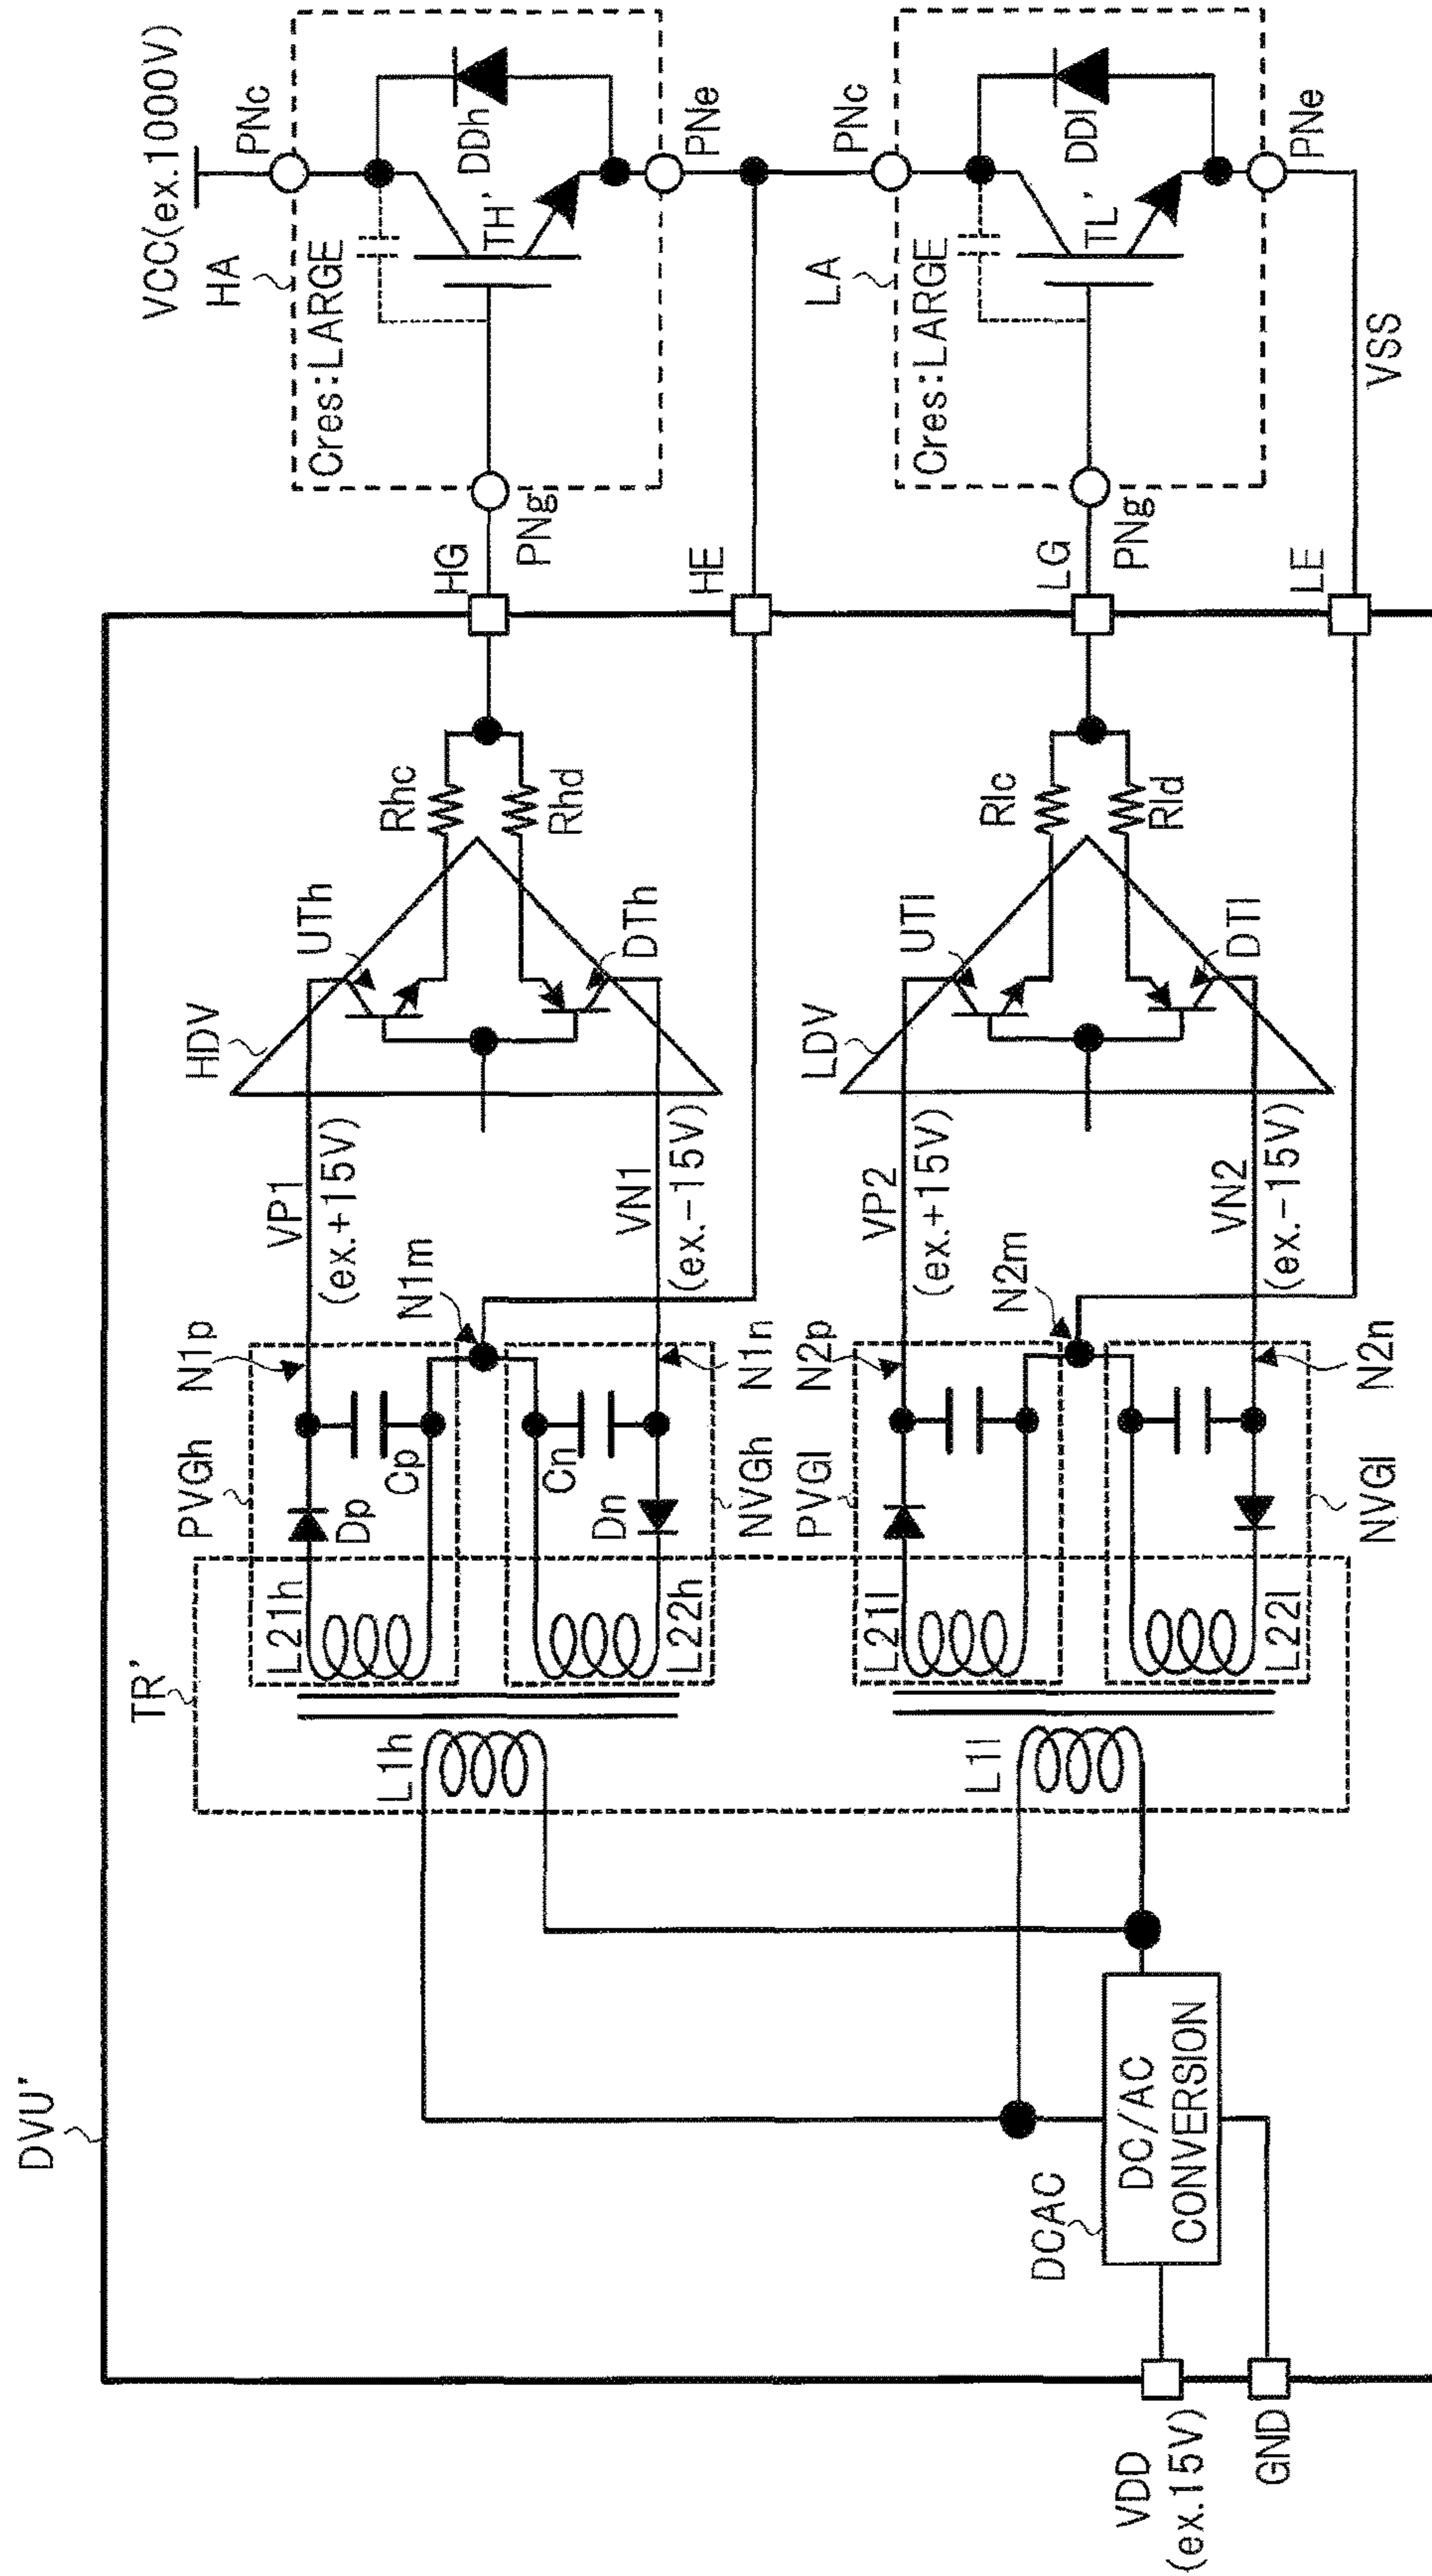 DVU'
TR'
VDD
(ex.15V)
GND
DCAC
DC/AC
CONVERSION
L1h
L1l
L21h
L22h
L21l
L22l
PVGh
NVGh
PVGl
NVGl
Dp
Cp
Cn
Dn
N1p
N1m
N1n
N2p
N2m
N2n
VP1
(ex.+15V)
VN1
(ex.-15V)
VP2
(ex.+15V)
VN2
(ex.-15V)
HDV
UTh
DTh
Rhc
Rhd
LDV
UTl
DTl
Rlc
Rld
HG
HE
LG
LE
VCC(ex.1000V)
HA
PNc
Cres:LARGE
TH'
DDh
PNg
PNe
LA
PNc
Cres:LARGE
TL'
DDl
PNg
PNe
VSS